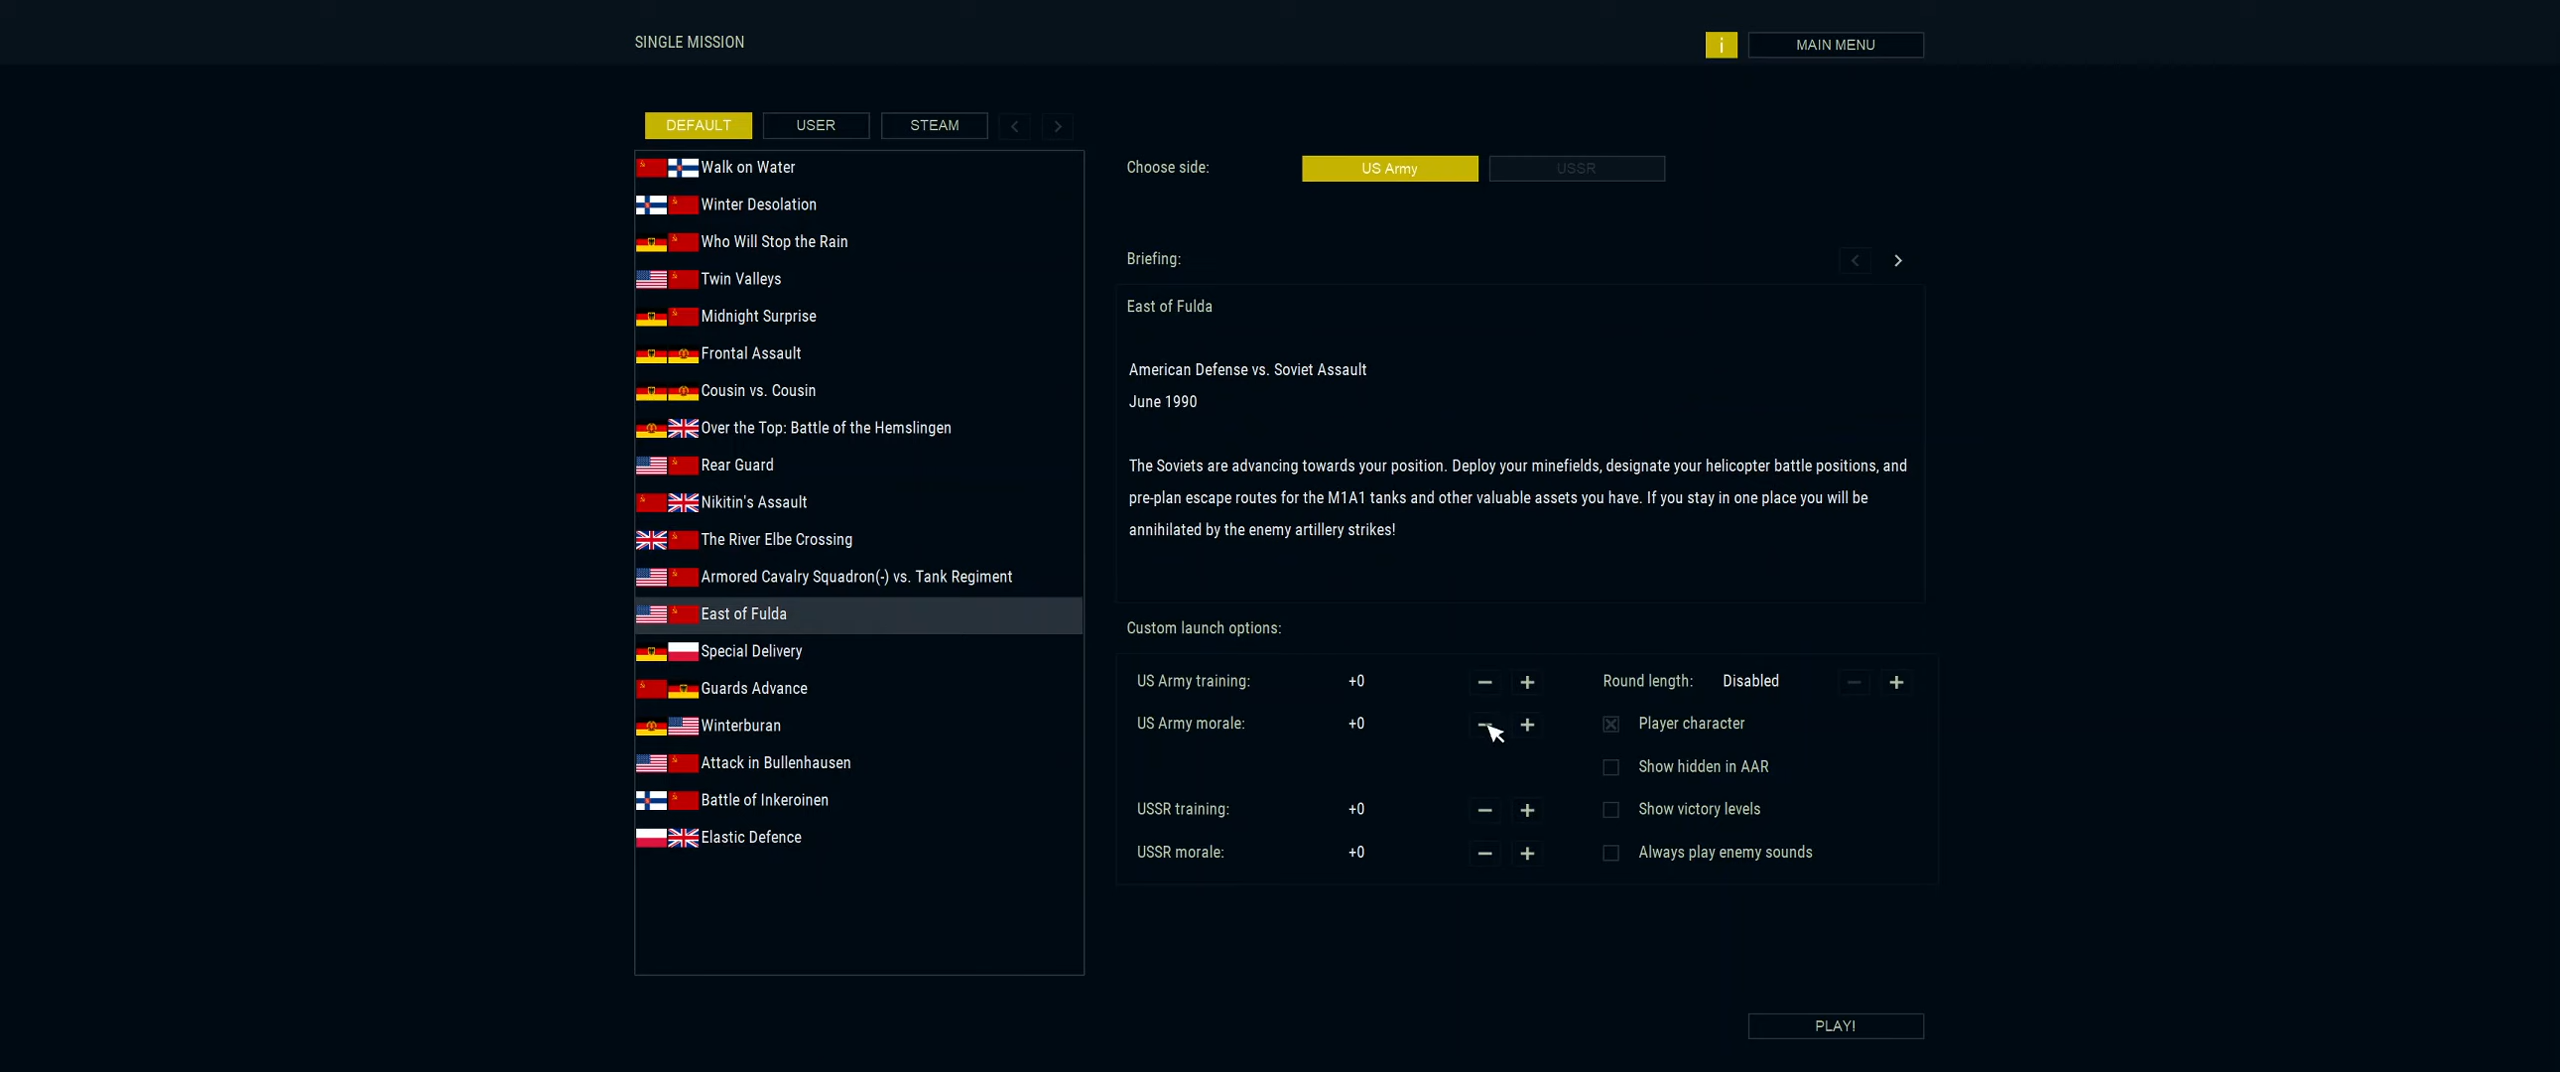 SINGLE MISSION
i
MAIN MENU
DEFAULT
USER
STEAM
Walk on Water
Winter Desolation
Who Will Stop the Rain
Twin Valleys
Midnight Surprise
Frontal Assault
Cousin vs. Cousin
Over the Top: Battle of the Hemslingen
Rear Guard
Nikitin's Assault
The River Elbe Crossing
Armored Cavalry Squadron(-) vs. Tank Regiment
East of Fulda
Special Delivery
Guards Advance
Winterburan
Attack in Bullenhausen
Battle of Inkeroinen
Elastic Defence
Choose side:
US Army
USSR
Briefing:
East of Fulda
American Defense vs. Soviet Assault
June 1990
The Soviets are advancing towards your position. Deploy your minefields, designate your helicopter battle positions, and
pre-plan escape routes for the M1A1 tanks and other valuable assets you have. If you stay in one place you will be
annihilated by the enemy artillery strikes!
Custom launch options:
US Army training: +0
US Army morale: +0
USSR training: +0
USSR morale: +0
Round length: Disabled
Player character
Show hidden in AAR
Show victory levels
Always play enemy sounds
PLAY!